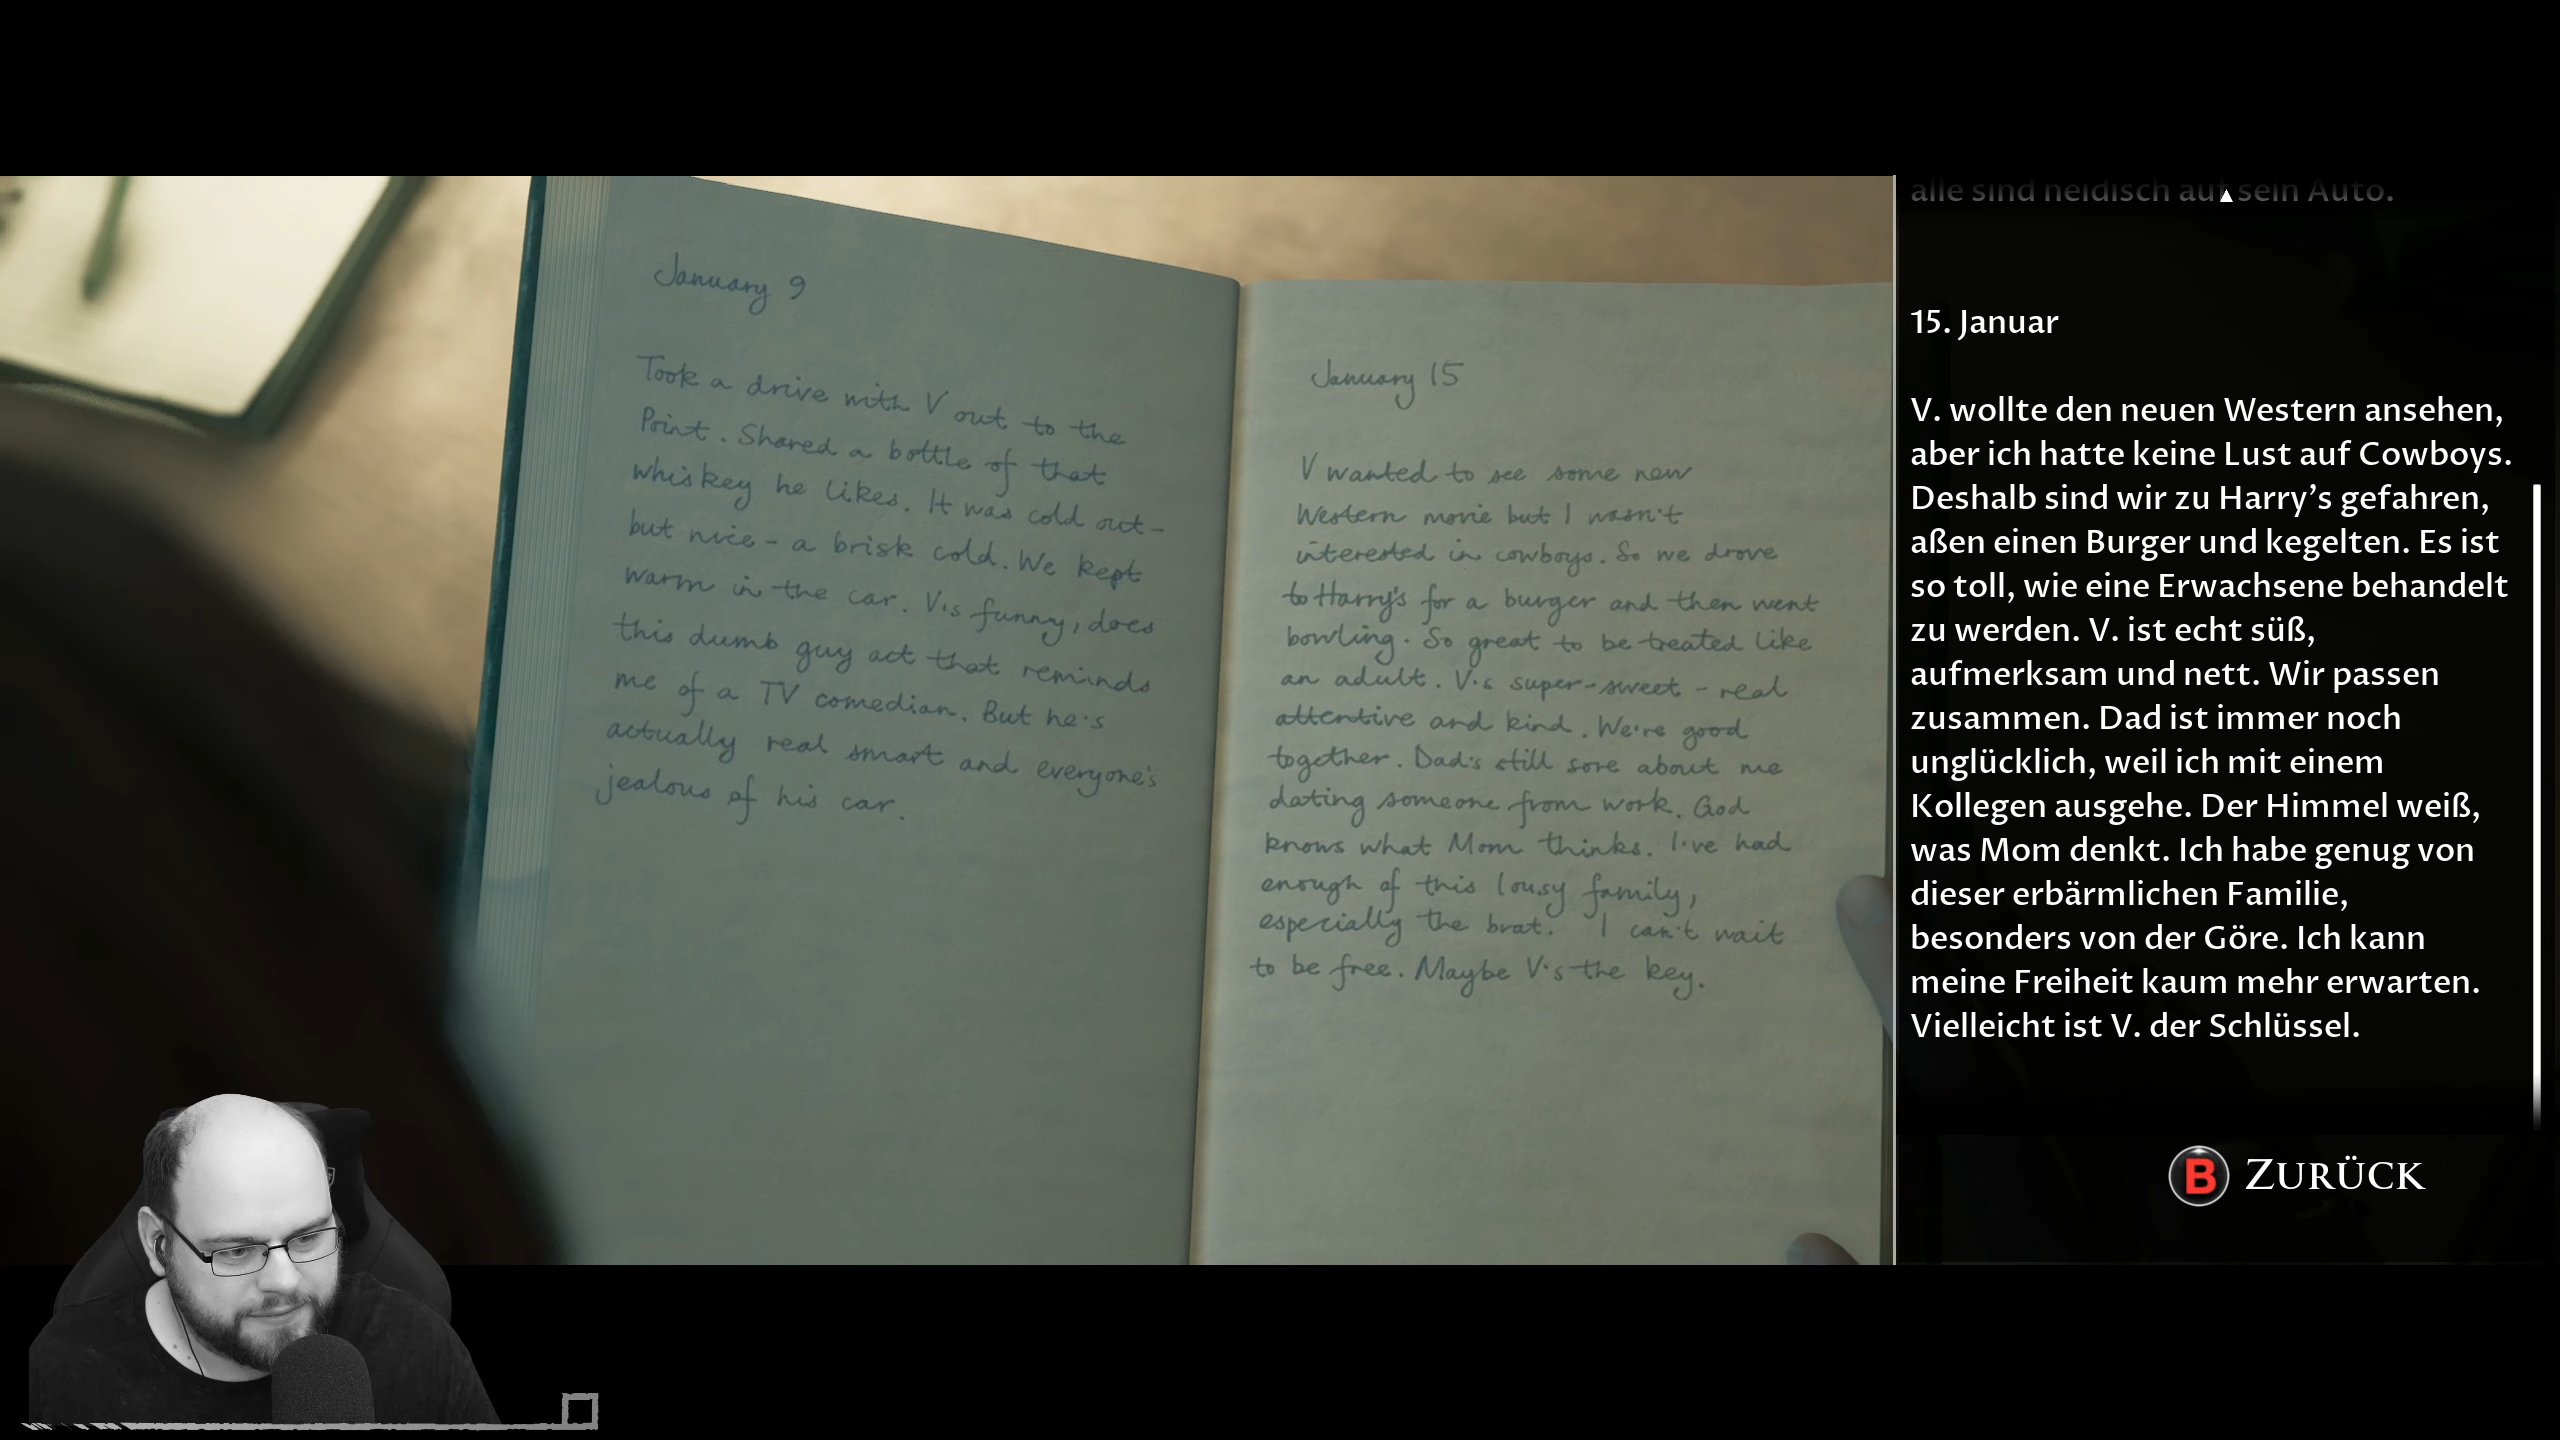 January 9
Took a drive with V out to the
Point. Shared a bottle of that
whiskey he likes. It was cold out -
but nice - a brisk cold. We kept
warm in the car. V's funny, does
this dumb guy act that reminds
me of a TV comedian. But he's
actually real smart and everyone's
jealous of his car.
January 15
V wanted to see some new
Western movie but I wasn't
interested in cowboys. So we drove
to Harry's for a burger and then went
bowling. So great to be treated like
an adult. V's super-sweet - real
attentive and kind. We're good
together. Dad's still sore about me
dating someone from work. God
knows what Mom thinks. I've had
enough of this lousy family,
especially the brat. I can't wait
to be free. Maybe V's the key.
alle sind neidisch auf sein Auto.
15. Januar
V. wollte den neuen Western ansehen,
aber ich hatte keine Lust auf Cowboys.
Deshalb sind wir zu Harry's gefahren,
aßen einen Burger und kegelten. Es ist
so toll, wie eine Erwachsene behandelt
zu werden. V. ist echt süß,
aufmerksam und nett. Wir passen
zusammen. Dad ist immer noch
unglücklich, weil ich mit einem
Kollegen ausgehe. Der Himmel weiß,
was Mom denkt. Ich habe genug von
dieser erbärmlichen Familie,
besonders von der Göre. Ich kann
meine Freiheit kaum mehr erwarten.
Vielleicht ist V. der Schlüssel.
B ZURÜCK